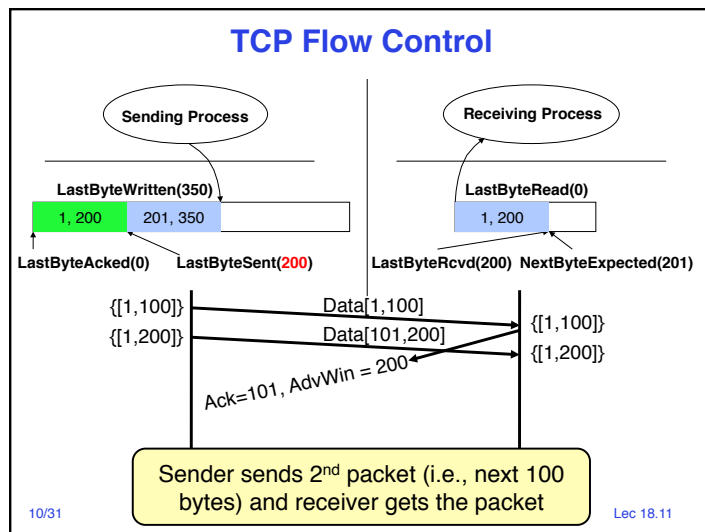 TCP Flow Control
Sending Process
Receiving Process
LastByteWritten(350)
LastByteRead(0)
1, 200
201, 350
1, 200
LastByteAcked(0)
LastByteSent(200)
LastByteRcvd(200)
NextByteExpected(201)
{[1,100]}
Data[1,100]
{[1,100]}
{[1,200]}
Data[101,200]
{[1,200]}
Ack=101, AdvWin = 200
Sender sends 2nd packet (i.e., next 100
bytes) and receiver gets the packet
10/31
Lec 18.11